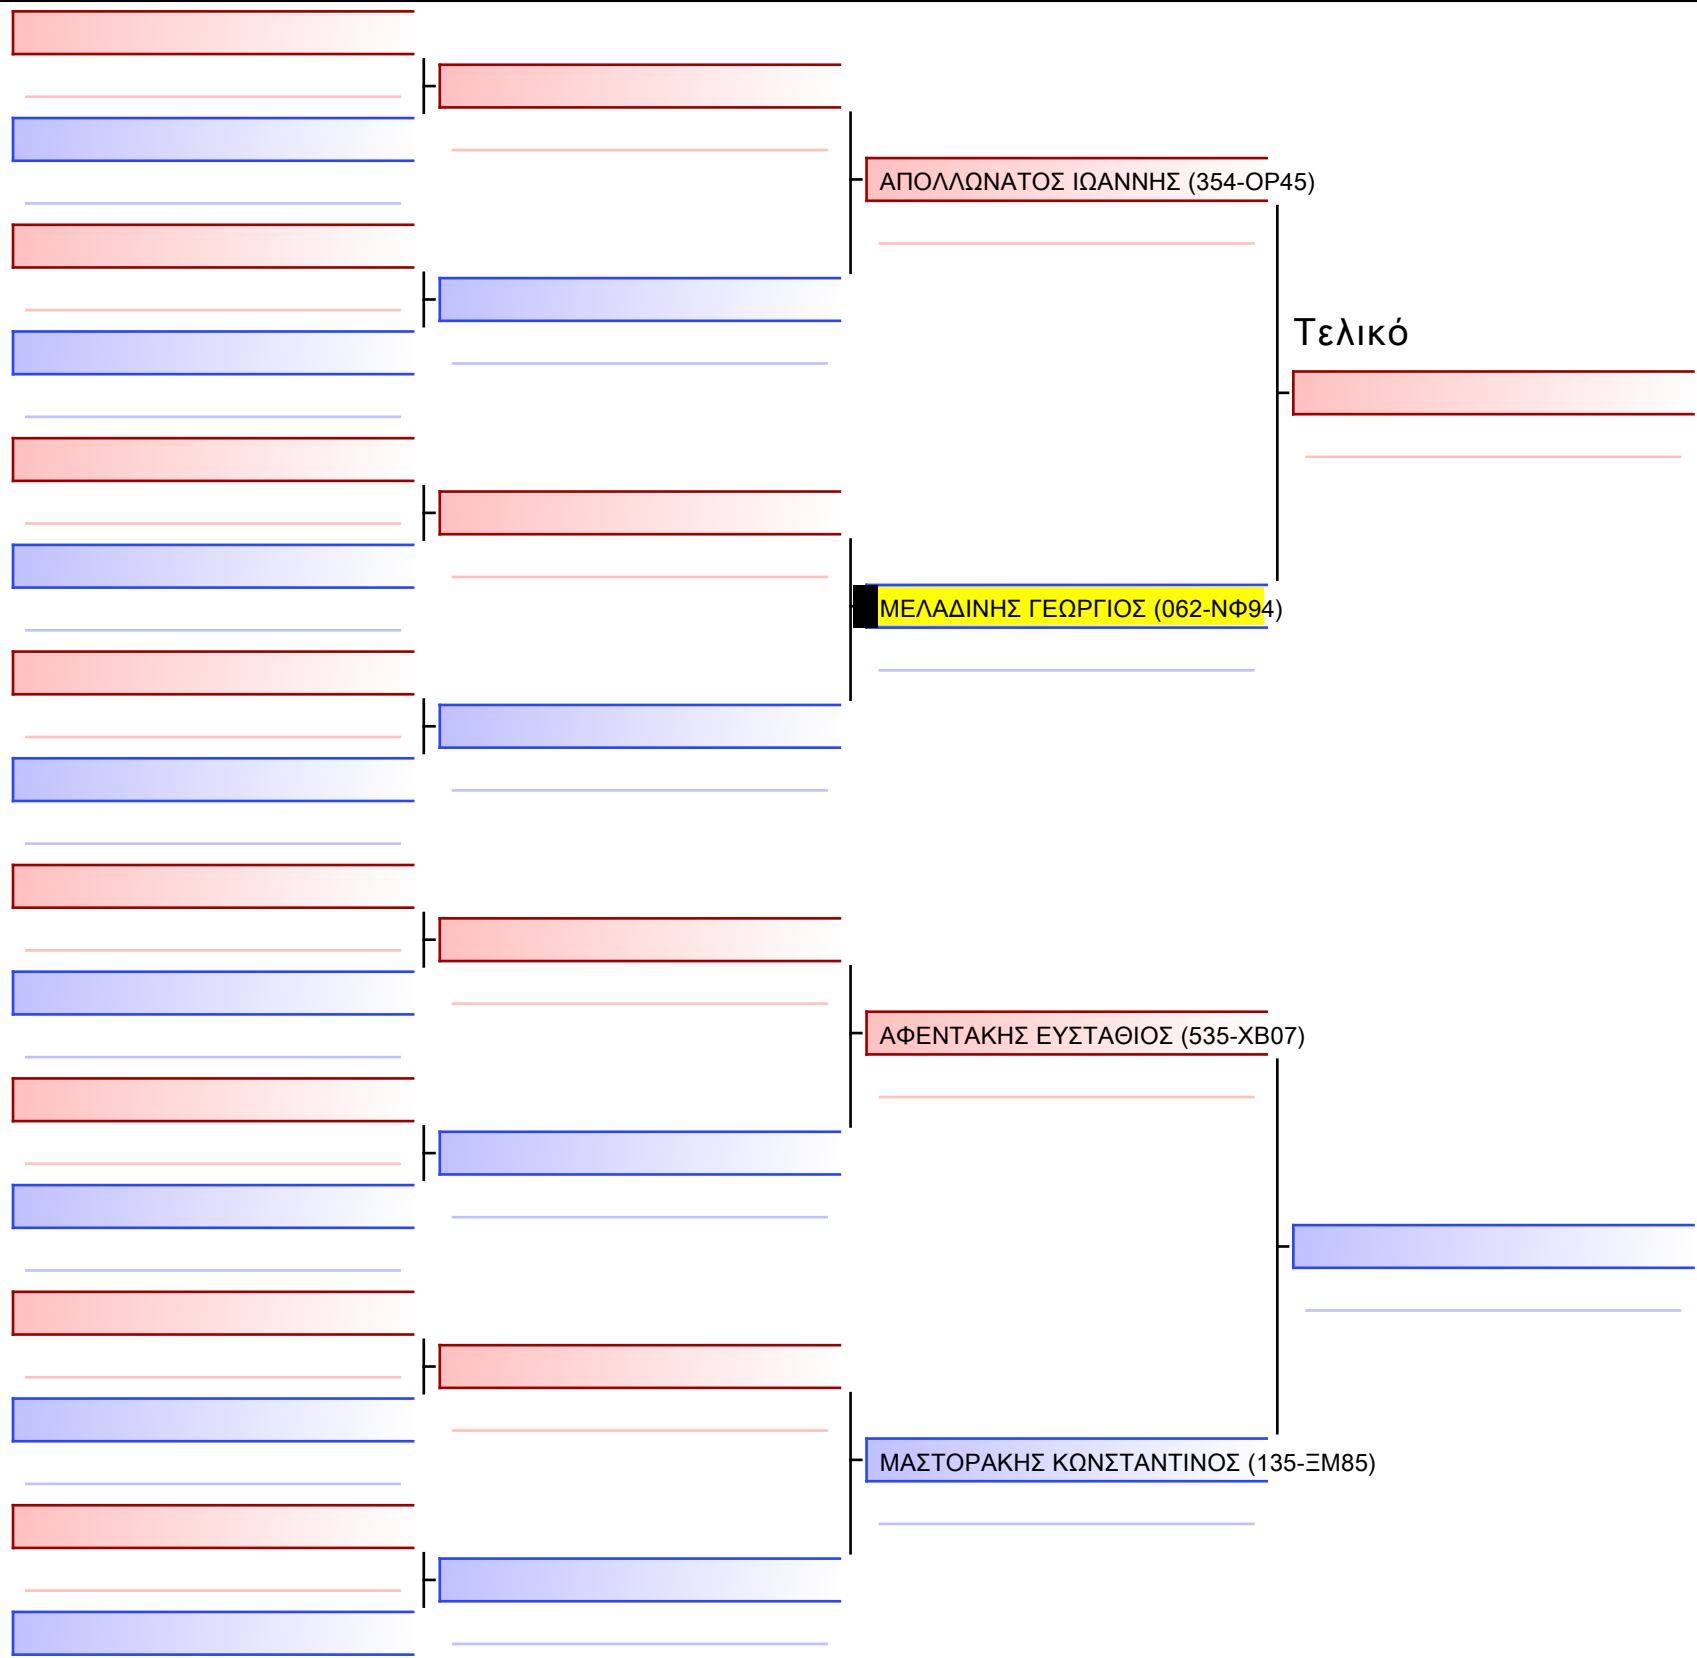 ΑΠΟΛΛΩΝΑΤΟΣ ΙΩΑΝΝΗΣ (354-ΟΡ45)
Τελικό
ΜΕΛΑΔΙΝΗΣ ΓΕΩΡΓΙΟΣ (062-ΝΦ94)
ΑΦΕΝΤΑΚΗΣ ΕΥΣΤΑΘΙΟΣ (535-ΧΒ07)
ΜΑΣΤΟΡΑΚΗΣ ΚΩΝΣΤΑΝΤΙΝΟΣ (135-ΞΜ85)